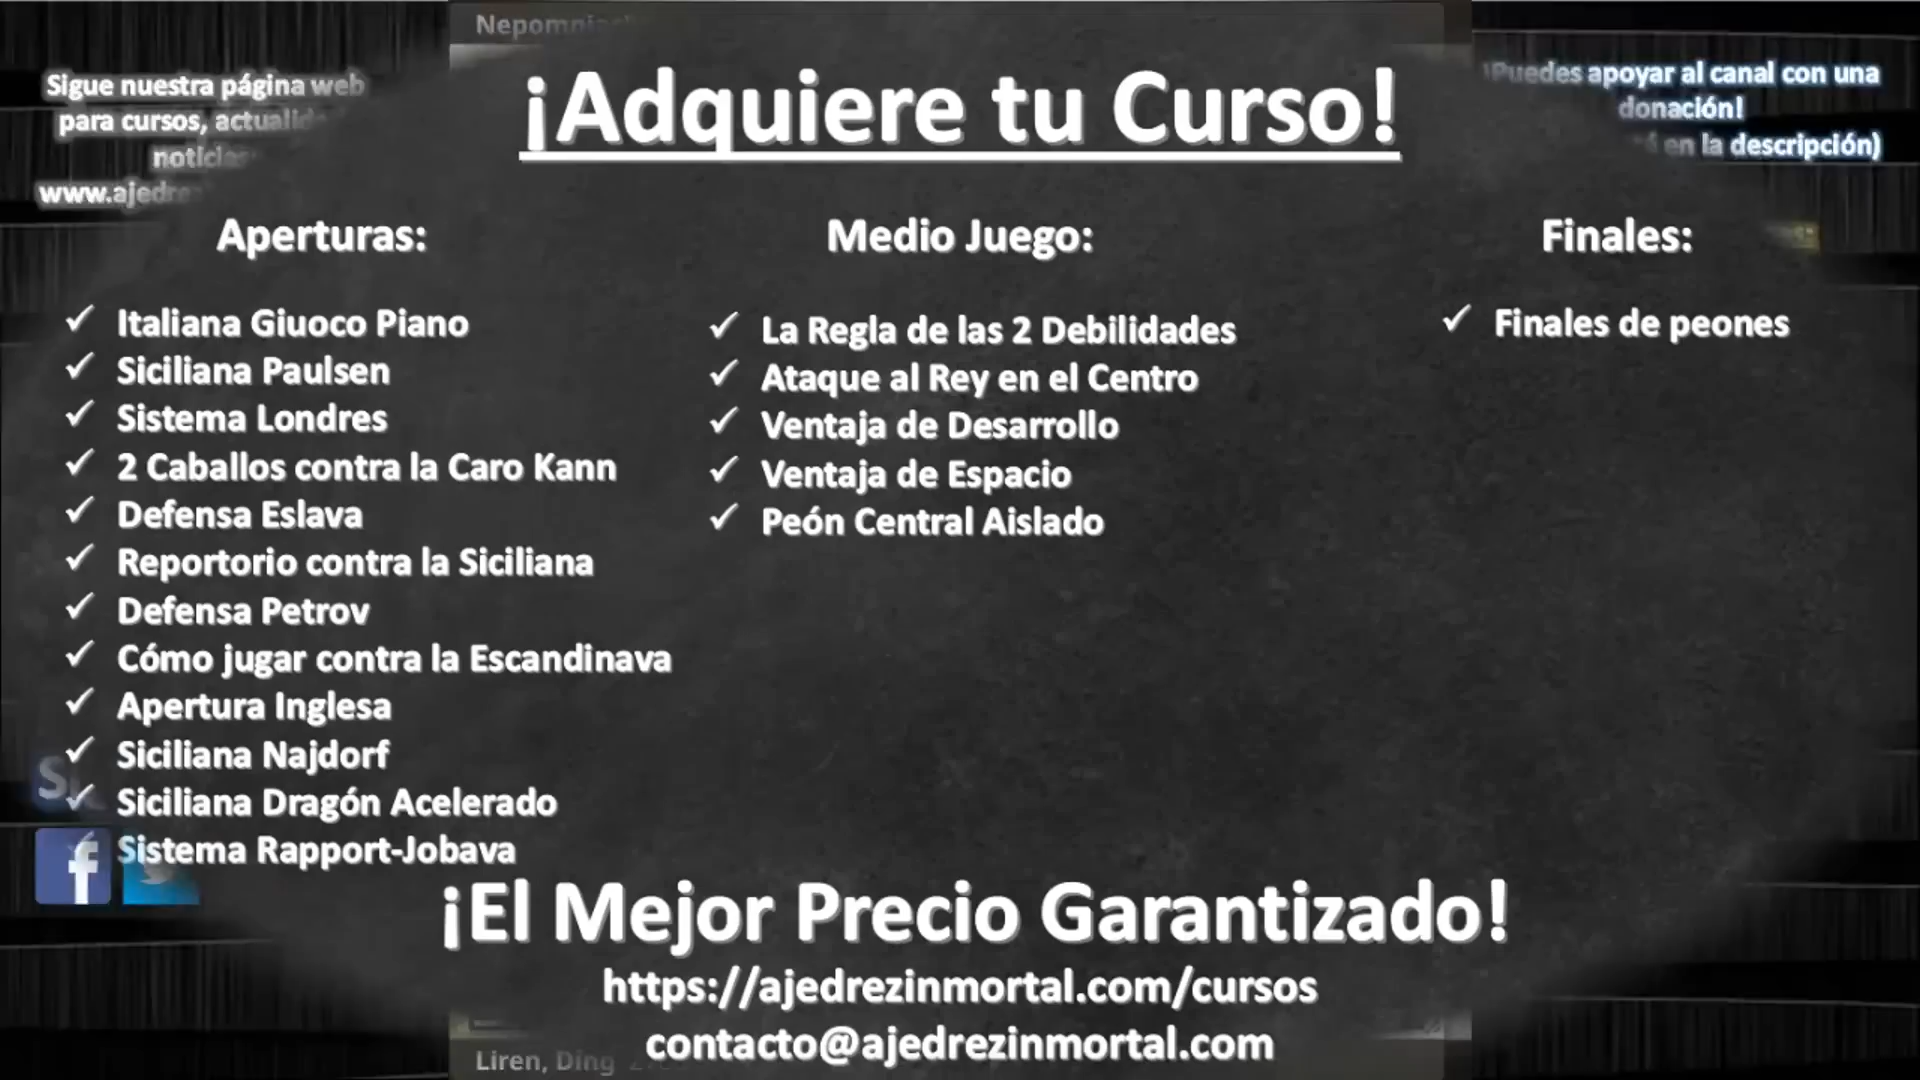 Sigue nuestra página web
para cursos,
¡Adquiere tu Curso!
Puedes apoyar al canal con una
donación!
en la descripción)
Aperturas:
Italiana Giuoco Piano
Siciliana Paulsen
Sistema Londres
2 Caballos contra la Caro Kann
Defensa Eslava
Reportorio contra la Siciliana
Defensa Petrov
Cómo jugar contra la Escandinava
Apertura Inglesa
Siciliana Najdorf
Siciliana Dragón Acelerado
Sistema Rapport-Jobava
Medio Juego:
La Regla de las 2 Debilidades
Ataque al Rey en el Centro
Ventaja de Desarrollo
Ventaja de Espacio
Peón Central Aislado
Finales:
Finales de peones
¡El Mejor Precio Garantizado!
https://ajedrezinmortal.com/cursos
contacto@ajedrezinmortal.com
Liren, Ding